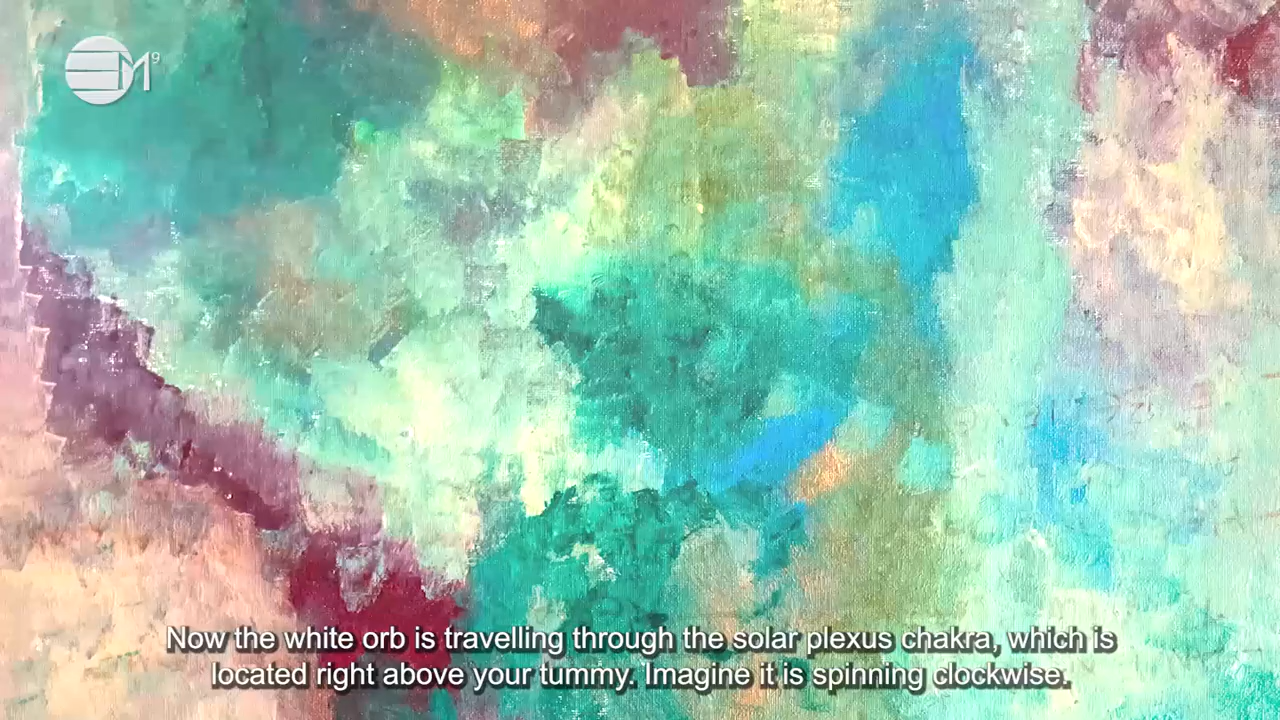 EM9
Now the white orb is travelling through the solar plexus chakra, which is
located right above your tummy. Imagine it is spinning clockwise.